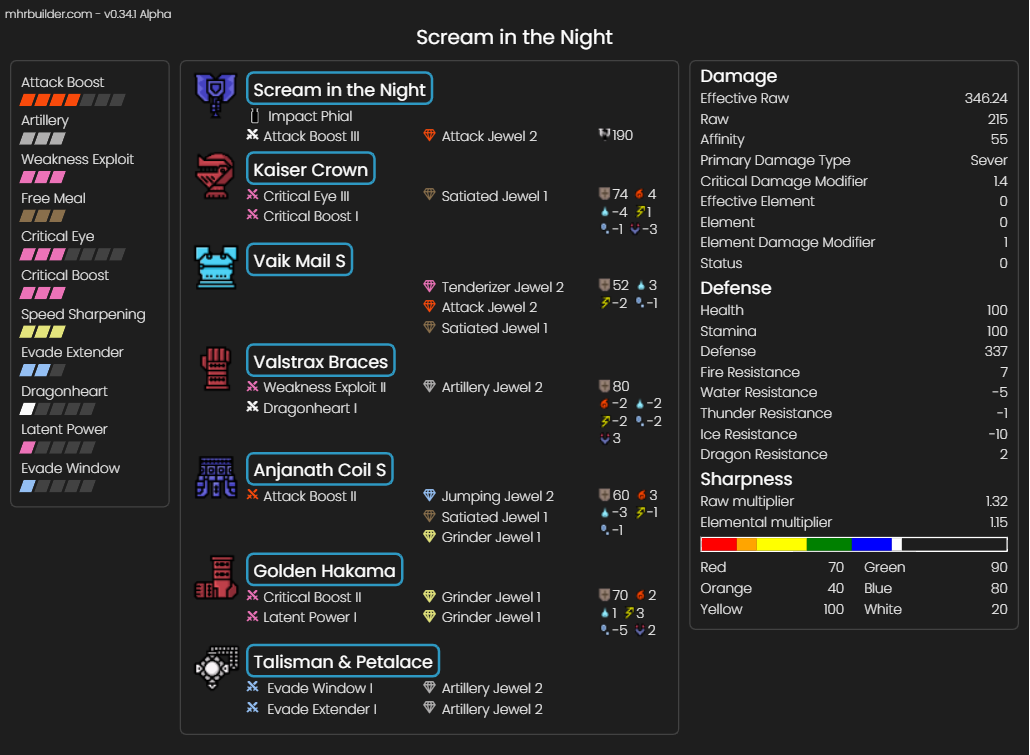 mhrbuilder.com - v0.34.1 Alpha
Scream in the Night
Attack Boost
Artillery
Weakness Exploit
Free Meal
Critical Eye
Critical Boost
Speed Sharpening
Evade Extender
Dragonheart
Latent Power
Evade Window
Scream in the Night
Impact Phial
Attack Boost III Attack Jewel 2 190
Kaiser Crown
Critical Eye III Satiated Jewel 1 74 4
Critical Boost I -4 1
-1 -3
Vaik Mail S
Tenderizer Jewel 2 52 3
Attack Jewel 2 -2 -1
Satiated Jewel 1
Valstrax Braces
Weakness Exploit II Artillery Jewel 2 80
Dragonheart I -2 -2
-2 -2
3
Anjanath Coil S
Attack Boost II Jumping Jewel 2 60 3
Satiated Jewel 1 -3 -1
Grinder Jewel 1 -1
Golden Hakama
Critical Boost II Grinder Jewel 1 70 2
Latent Power I Grinder Jewel 1 1 3
-5 2
Talisman & Petalace
Evade Window I Artillery Jewel 2
Evade Extender I Artillery Jewel 2
Damage
Effective Raw 346.24
Raw 215
Affinity 55
Primary Damage Type Sever
Critical Damage Modifier 1.4
Effective Element 0
Element 0
Element Damage Modifier 1
Status 0
Defense
Health 100
Stamina 100
Defense 337
Fire Resistance 7
Water Resistance -5
Thunder Resistance -1
Ice Resistance -10
Dragon Resistance 2
Sharpness
Raw multiplier 1.32
Elemental multiplier 1.15
Red 70 Green 90
Orange 40 Blue 80
Yellow 100 White 20